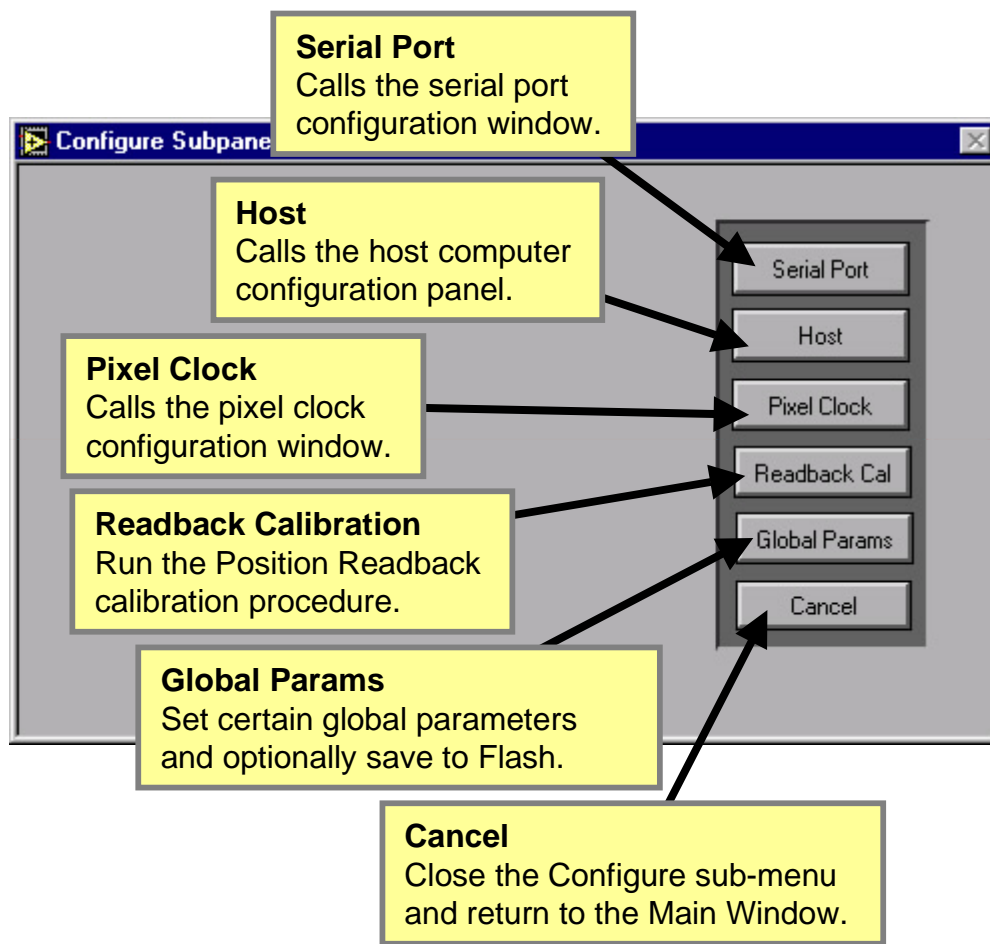 Serial Port
Calls the serial port
configuration window.
Configure Subpane
Host
Calls the host computer
configuration panel.
Pixel Clock
Calls the pixel clock
configuration window.
Readback Calibration
Run the Position Readback
calibration procedure.
Global Params
Set certain global parameters
and optionally save to Flash.
Cancel
Close the Configure sub-menu
and return to the Main Window.
Serial Port
Host
Pixel Clock
Readback Cal
Global Params
Cancel